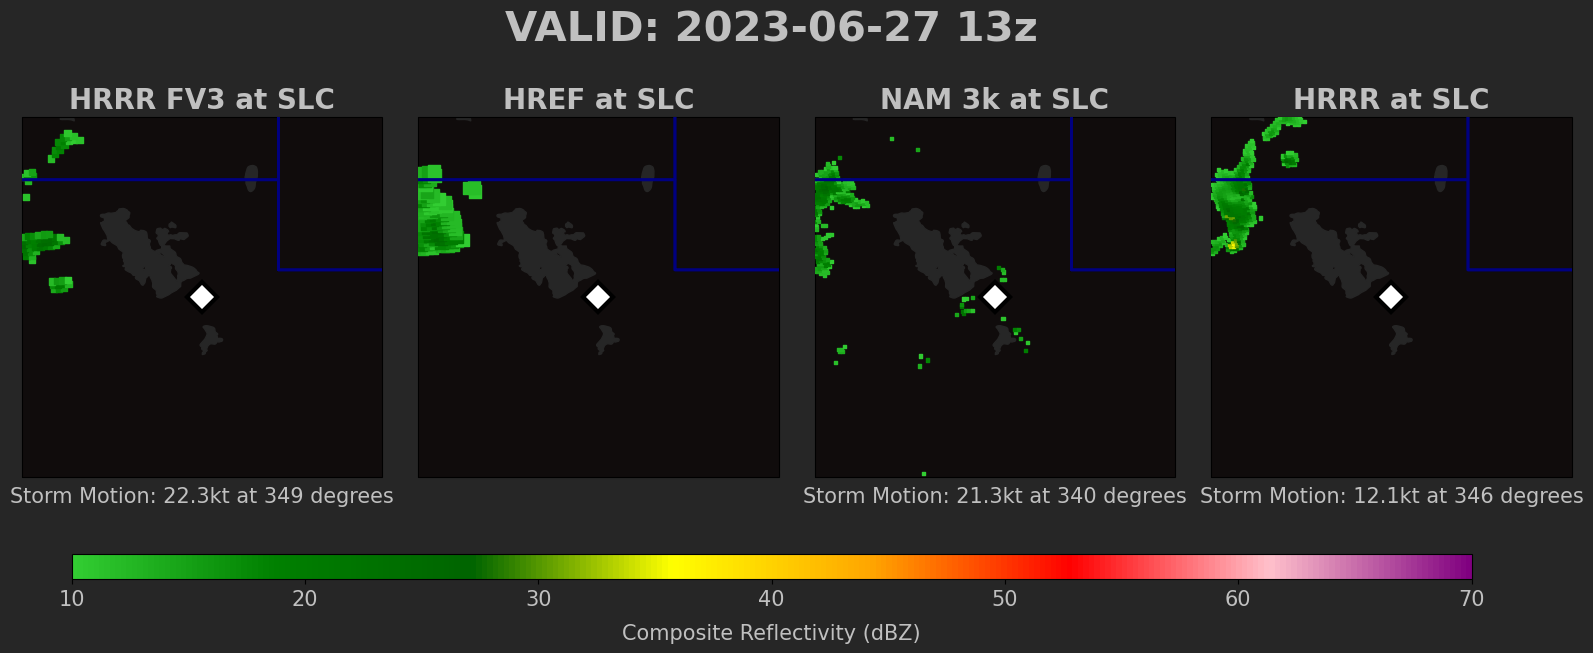 VALID: 2023-06-27 13z
HRRR FV3 at SLC
HREF at SLC
NAM 3k at SLC
HRRR at SLC
Storm Motion: 22.3kt at 349 degrees
Storm Motion: 21.3kt at 340 degrees
Storm Motion: 12.1kt at 346 degrees
10 20 30 40 50 60 70
Composite Reflectivity (dBZ)